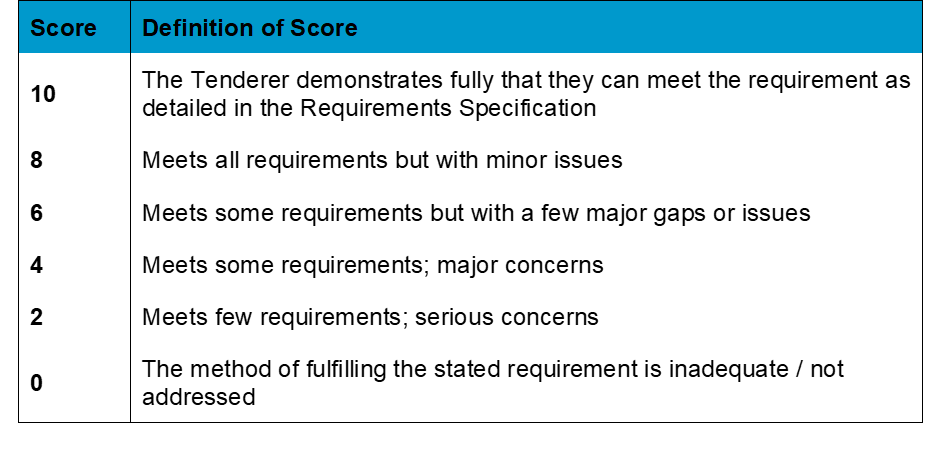 Score Definition of Score
10 The Tenderer demonstrates fully that they can meet the requirement as
detailed in the Requirements Specification
8 Meets all requirements but with minor issues
6 Meets some requirements but with a few major gaps or issues
4 Meets some requirements; major concerns
2 Meets few requirements; serious concerns
0 The method of fulfilling the stated requirement is inadequate / not
addressed